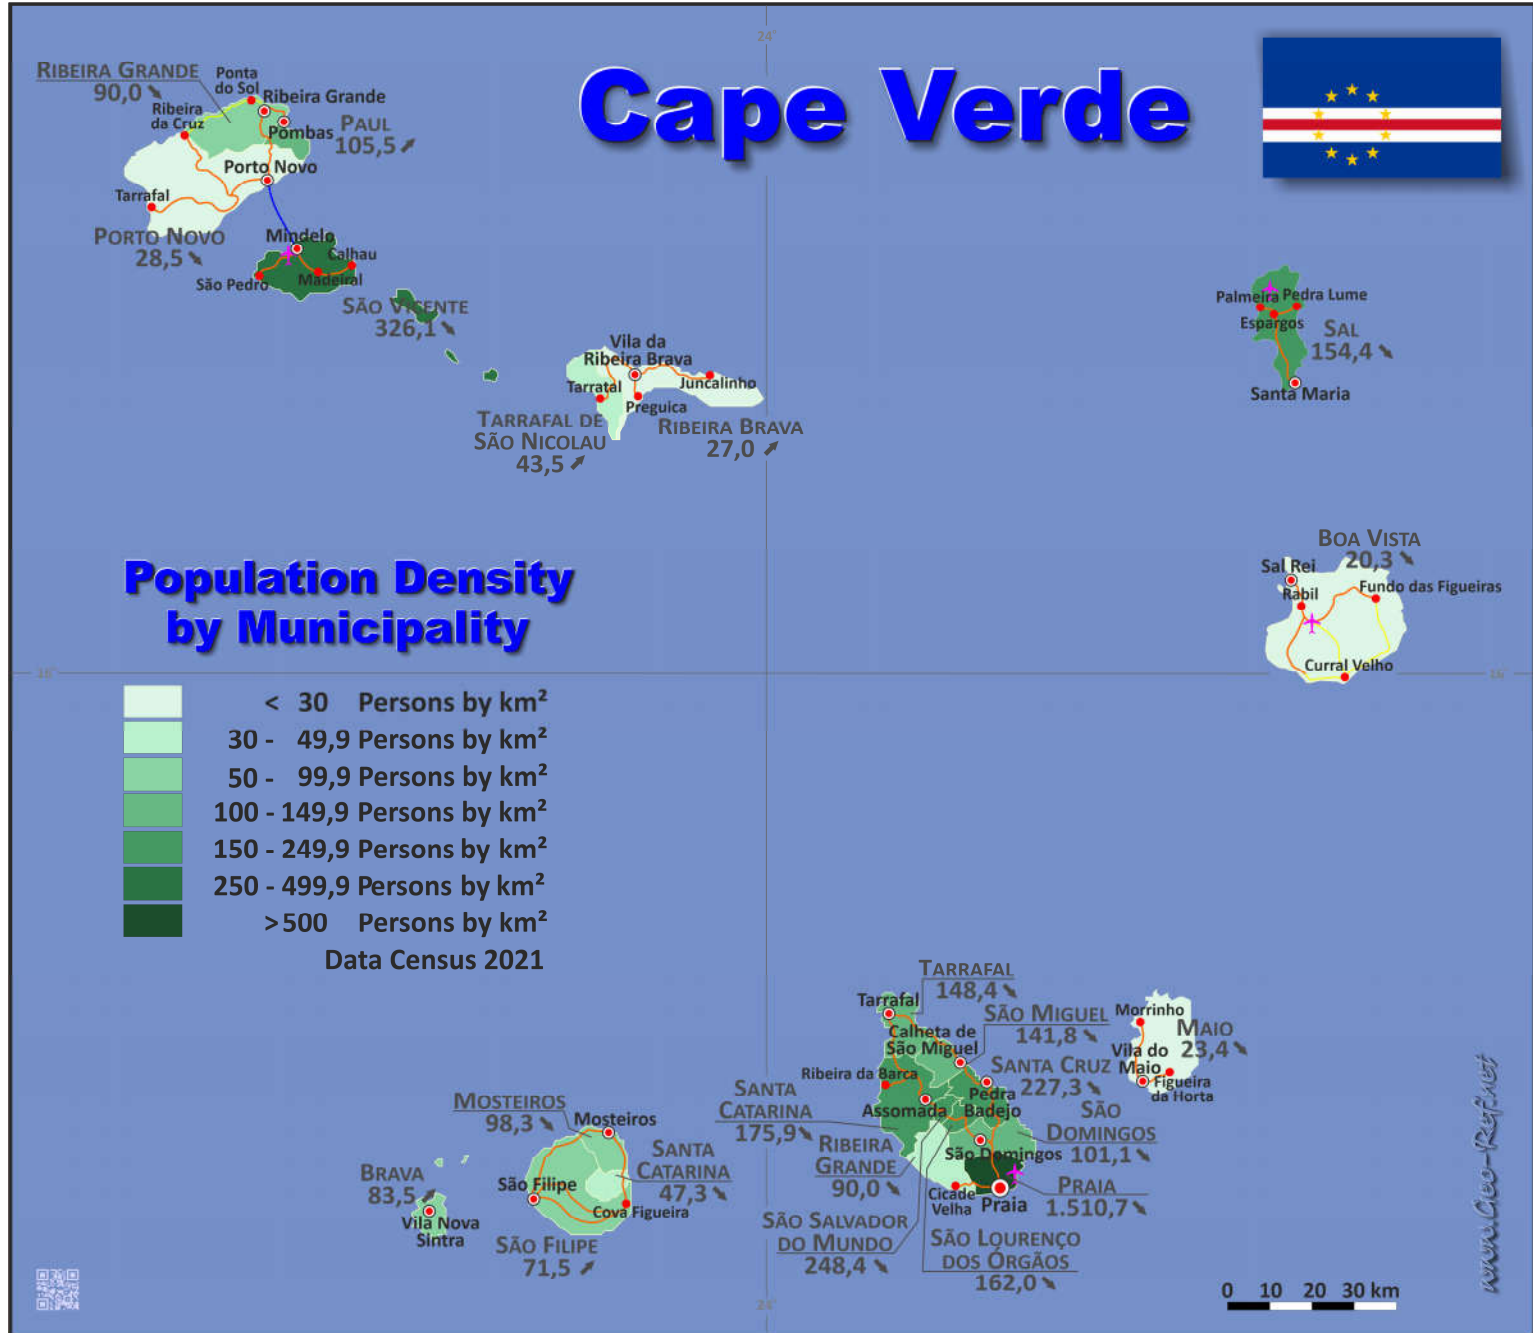 Cape Verde
24°
RIBEIRA GRANDE
90,0
Ponta
do Sol
Ribeira Grande
Ribeira
da Cruz
Pombas
PAUL
105,5
Porto Novo
Tarrafal
PORTO NOVO
28,5
Mindelo
Calhau
São Pedro
Madeiral
SÃO VICENTE
326,1
Vila da
Ribeira Brava
Tarratal
Juncalinho
Preguica
TARRAFAL DE
SÃO NICOLAU
43,5
RIBEIRA BRAVA
27,0
Palmeira
Pedra Lume
Espargos
SAL
154,4
Santa Maria
BOA VISTA
20,3
Sal Rei
Rabil
Fundo das Figueiras
Curral Velho
Population Density
by Municipality
16°
16°
< 30 Persons by km²
30 - 49,9 Persons by km²
50 - 99,9 Persons by km²
100 - 149,9 Persons by km²
150 - 249,9 Persons by km²
250 - 499,9 Persons by km²
>500 Persons by km²
Data Census 2021
TARRAFAL
148,4
Tarrafal
SÃO MIGUEL
141,8
Calheta de
São Miguel
SANTA CRUZ
227,3
Ribeira da Barca
Pedra
Badejo
Assomada
SANTA
CATARINA
175,9
SÃO
DOMINGOS
101,1
RIBEIRA
GRANDE
90,0
São Domingos
Cicade
Velha
Praia
PRAIA
1.510,7
SÃO SALVADOR
DO MUNDO
248,4
SÃO LOURENÇO
DOS ÓRGÃOS
162,0
Morrinho
MAIO
23,4
Vila do
Maio
Figueira
da Horta
MOSTEIROS
98,3
Mosteiros
SANTA
CATARINA
47,3
BRAVA
83,5
São Filipe
Cova Figueira
Vila Nova
Sintra
SÃO FILIPE
71,5
24°
0 10 20 30 km
www.Geo-Ref.net